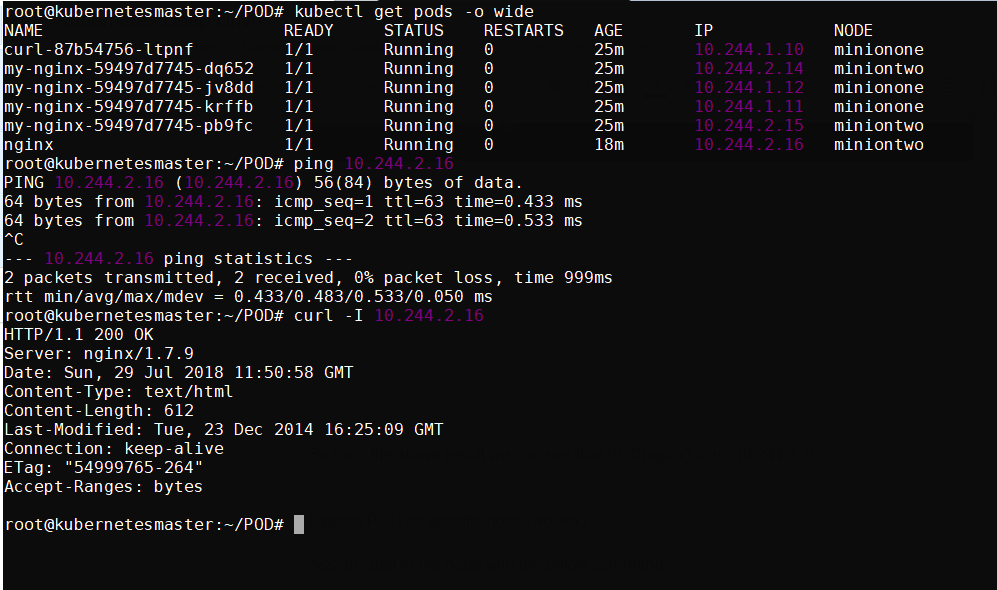 root@kubernetesmaster:~/POD# kubectl get pods -o wide
NAME                        READY     STATUS    RESTARTS   AGE       IP            NODE
curl-87b54756-ltpnf         1/1       Running   0          25m       10.244.1.10   minionone
my-nginx-59497d7745-dq652   1/1       Running   0          25m       10.244.2.14   miniontwo
my-nginx-59497d7745-jv8dd   1/1       Running   0          25m       10.244.1.12   minionone
my-nginx-59497d7745-krffb   1/1       Running   0          25m       10.244.1.11   minionone
my-nginx-59497d7745-pb9fc   1/1       Running   0          25m       10.244.2.15   miniontwo
nginx                       1/1       Running   0          18m       10.244.2.16   miniontwo
root@kubernetesmaster:~/POD# ping 10.244.2.16
PING 10.244.2.16 (10.244.2.16) 56(84) bytes of data.
64 bytes from 10.244.2.16: icmp_seq=1 ttl=63 time=0.433 ms
64 bytes from 10.244.2.16: icmp_seq=2 ttl=63 time=0.533 ms
^C
--- 10.244.2.16 ping statistics ---
2 packets transmitted, 2 received, 0% packet loss, time 999ms
rtt min/avg/max/mdev = 0.433/0.483/0.533/0.050 ms
root@kubernetesmaster:~/POD# curl -I 10.244.2.16
HTTP/1.1 200 OK
Server: nginx/1.7.9
Date: Sun, 29 Jul 2018 11:50:58 GMT
Content-Type: text/html
Content-Length: 612
Last-Modified: Tue, 23 Dec 2014 16:25:09 GMT
Connection: keep-alive
ETag: "54999765-264"
Accept-Ranges: bytes

root@kubernetesmaster:~/POD#